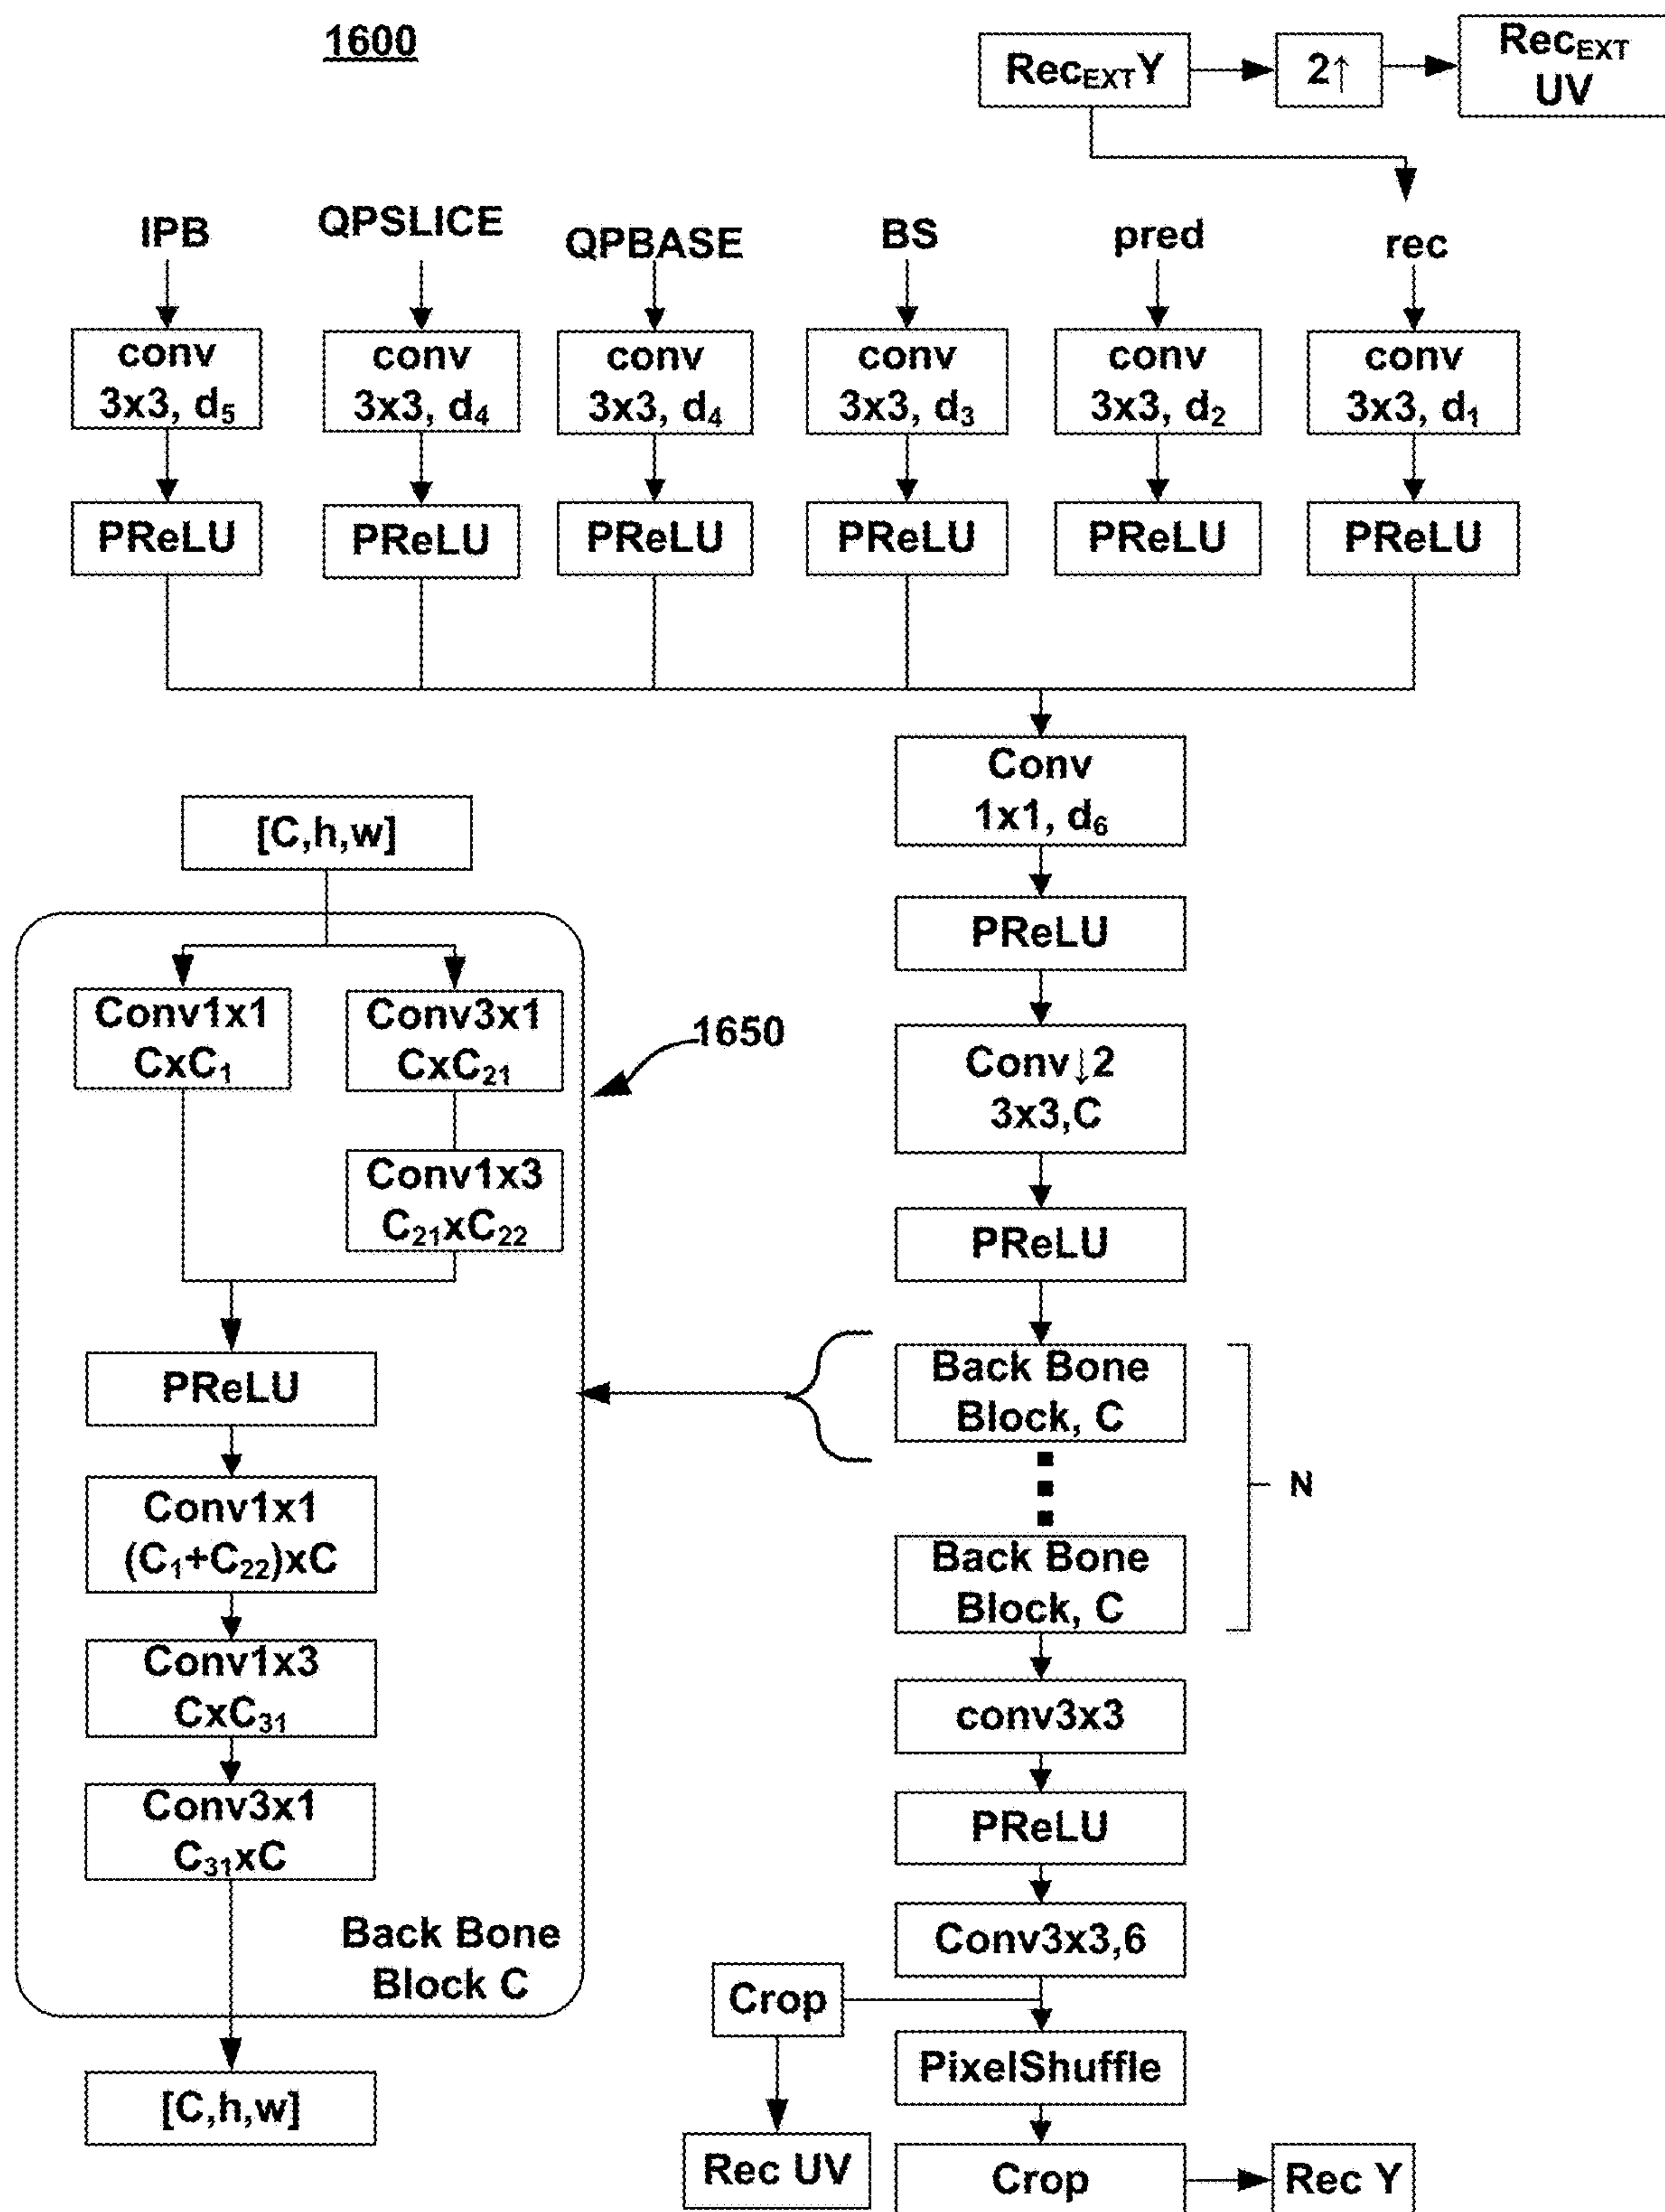 1600
Rec_EXT Y
2↑
Rec_EXT
UV
IPB
QPSLICE
QPBASE
BS
pred
rec
conv
3x3, d₅
conv
3x3, d₄
conv
3x3, d₄
conv
3x3, d₃
conv
3x3, d₂
conv
3x3, d₁
PReLU
PReLU
PReLU
PReLU
PReLU
PReLU
Conv
1x1, d₆
PReLU
Conv↓2
3x3,C
PReLU
Back Bone
Block, C
Back Bone
Block, C
N
conv3x3
PReLU
Conv3x3,6
Crop
Rec UV
PixelShuffle
Crop
Rec Y
[C,h,w]
Conv1x1
CxC₁
Conv3x1
CxC₂₁
1650
Conv1x3
C₂₁xC₂₂
PReLU
Conv1x1
(C₁+C₂₂)xC
Conv1x3
CxC₃₁
Conv3x1
C₃₁xC
Back Bone
Block C
[C,h,w]